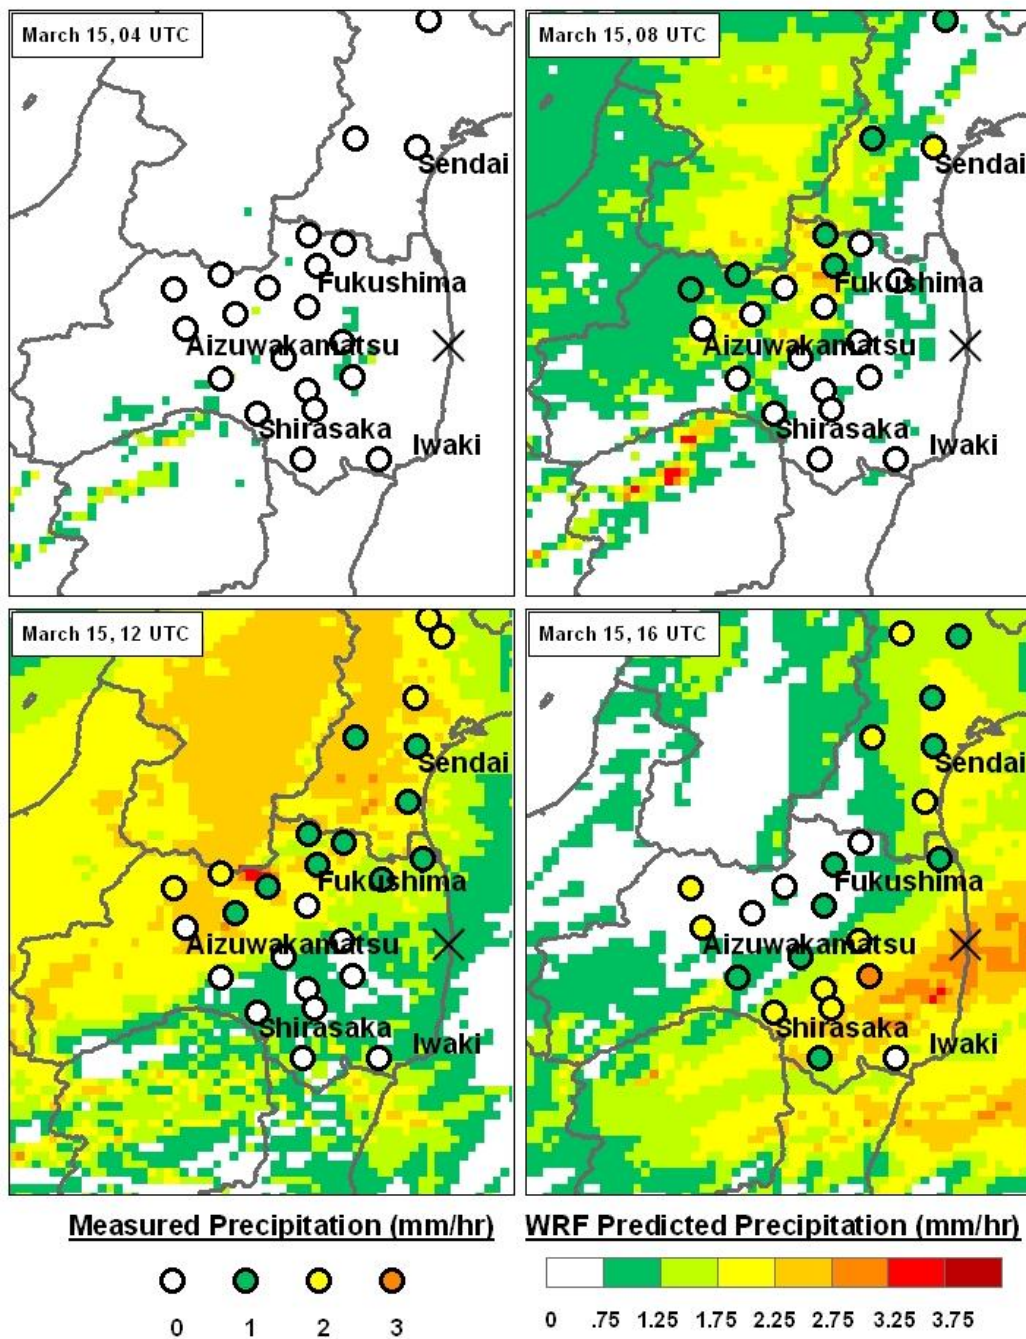 March 15, 04 UTC
Sendai
Fukushima
Aizuwakamatsu
Shirasaka
Iwaki
March 15, 08 UTC
Sendai
Fukushima
Aizuwakamatsu
Shirasaka
Iwaki
March 15, 12 UTC
Sendai
Fukushima
Aizuwakamatsu
Shirasaka
Iwaki
March 15, 16 UTC
Sendai
Fukushima
Aizuwakamatsu
Shirasaka
Iwaki
Measured Precipitation (mm/hr)
0 1 2 3
WRF Predicted Precipitation (mm/hr)
0 .75 1.25 1.75 2.25 2.75 3.25 3.75